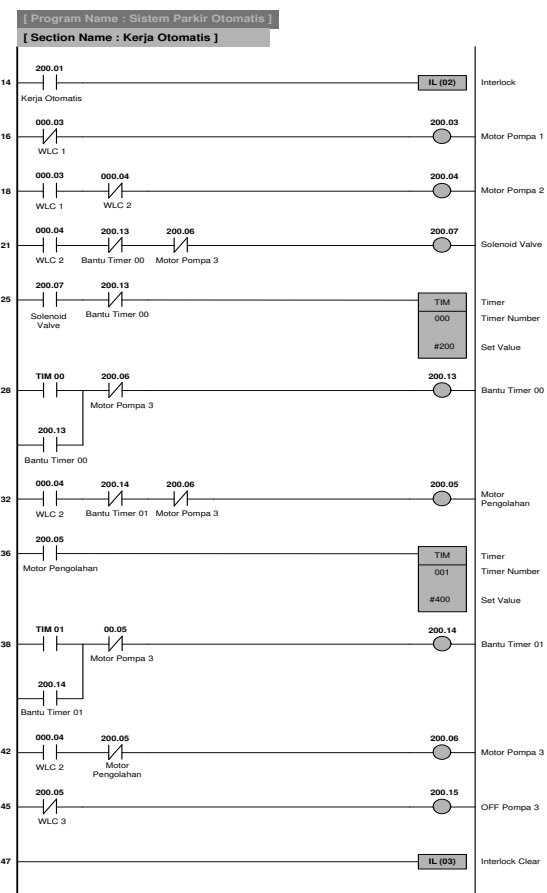 [ Program Name : Sistem Parkir Otomatis ]
[ Section Name : Kerja Otomatis ]
200.01
14 IL (02) Interlock
Kerja Otomatis
000.03 200.03
16 Motor Pompa 1
WLC 1
000.03 000.04 200.04
18 Motor Pompa 2
WLC 1 WLC 2
000.04 200.13 200.06 200.07
21 Solenoid Valve
WLC 2 Bantu Timer 00 Motor Pompa 3
200.07 200.13
25 TIM Timer
Solenoid Valve Bantu Timer 00 000 Timer Number
#200 Set Value
TIM 00 200.06 200.13
28 Bantu Timer 00
Motor Pompa 3
200.13
Bantu Timer 00
000.04 200.14 200.06 200.05
32 Motor Pengolahan
WLC 2 Bantu Timer 01 Motor Pompa 3
200.05
36 TIM Timer
Motor Pengolahan 001 Timer Number
#400 Set Value
TIM 01 00.05 200.14
38 Bantu Timer 01
Motor Pompa 3
200.14
Bantu Timer 01
000.04 200.05 200.06
42 Motor Pompa 3
WLC 2 Motor Pengolahan
200.05 200.15
45 OFF Pompa 3
WLC 3
47 IL (03) Interlock Clear